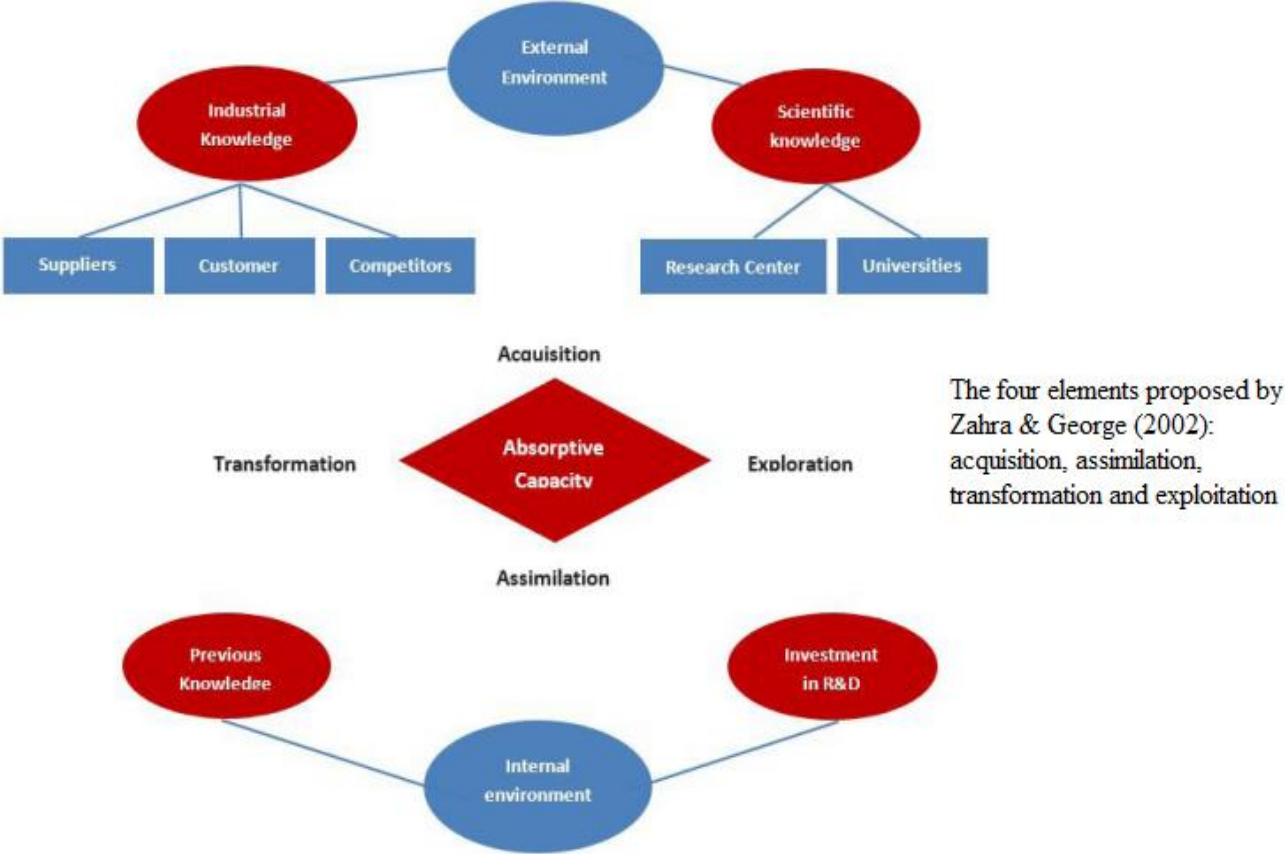 External
Environment
Industrial
Knowledge
Scientific
knowledge
Suppliers
Customer
Competitors
Research Center
Universities
Acquisition
Absorptive
Capacity
Transformation
Exploration
The four elements proposed by
Zahra & George (2002):
acquisition, assimilation,
transformation and exploitation
Assimilation
Previous
Knowledge
Investment
in R&D
Internal
environment